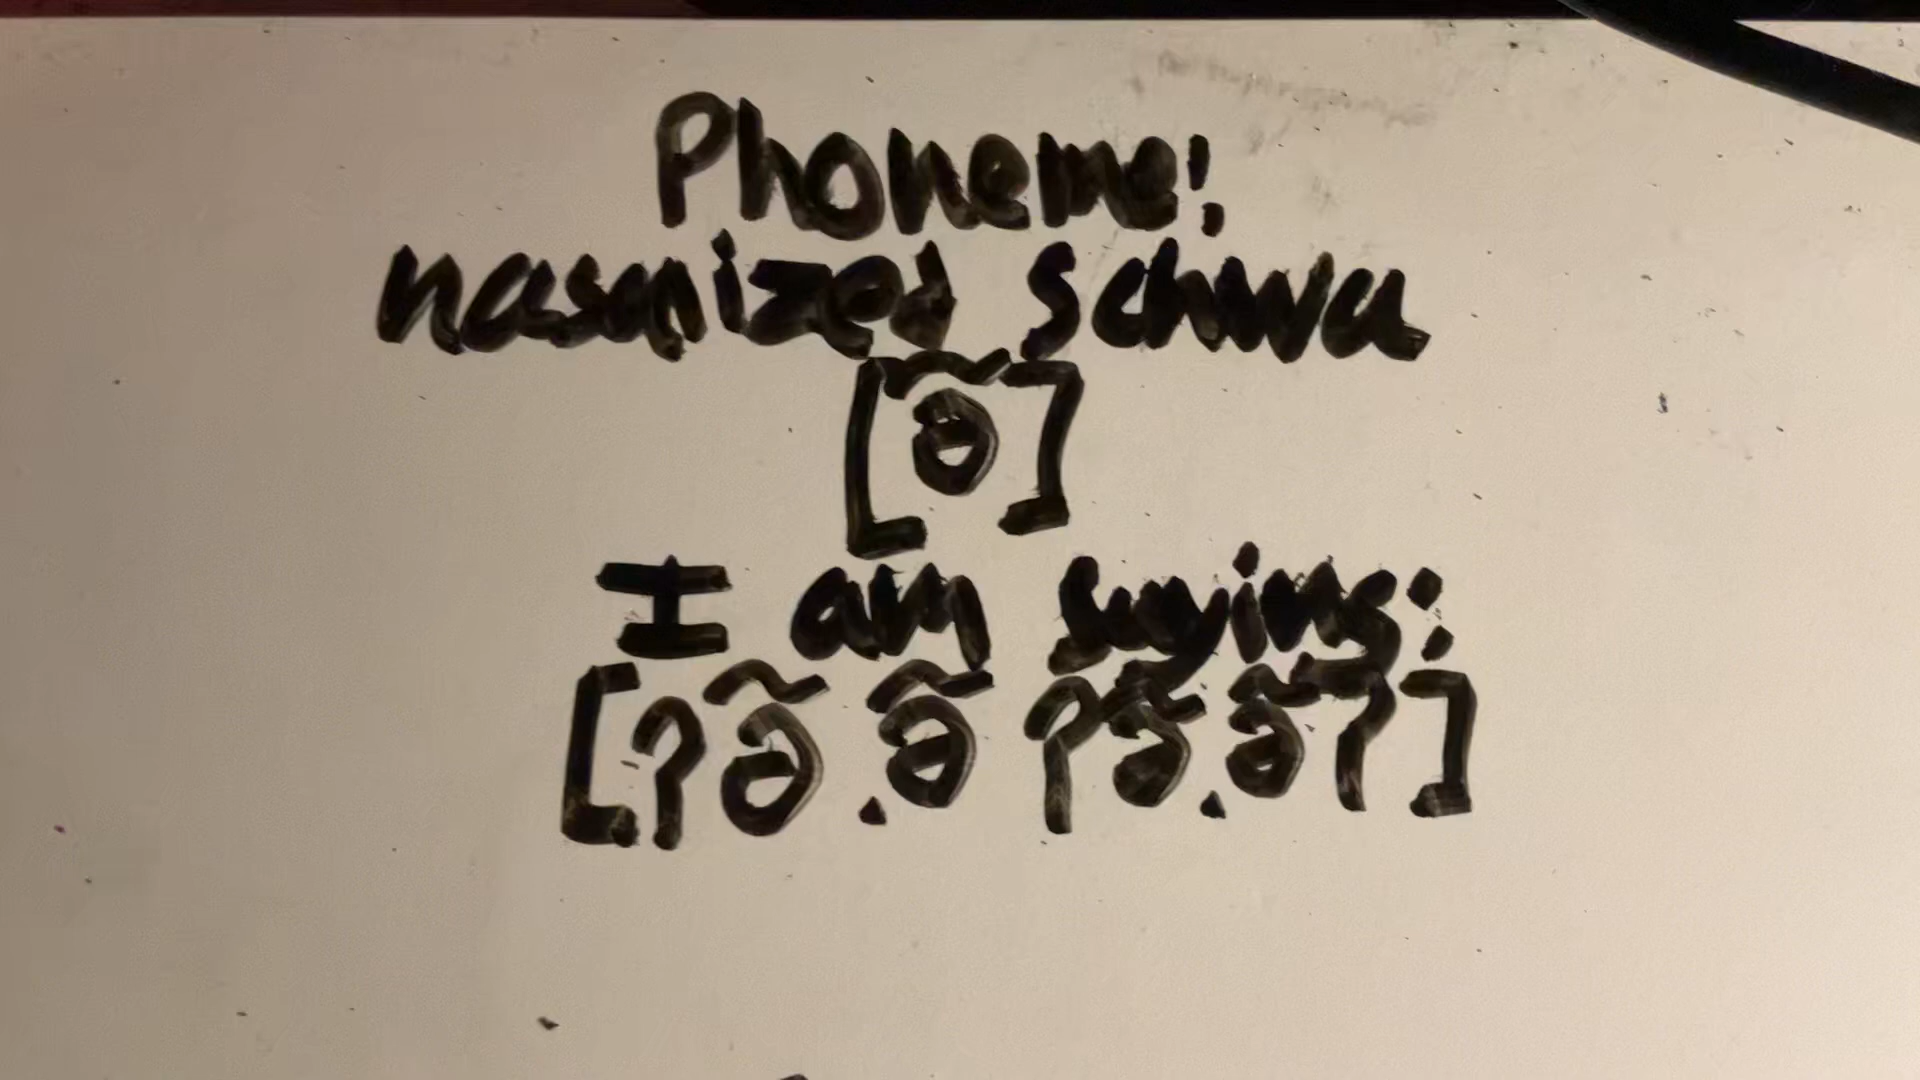 Phoneme:
nasalized schwa
[ə̃]
I am saying:
[ʔə̃.ə̃ ʔə̃.ə̃ʔ]